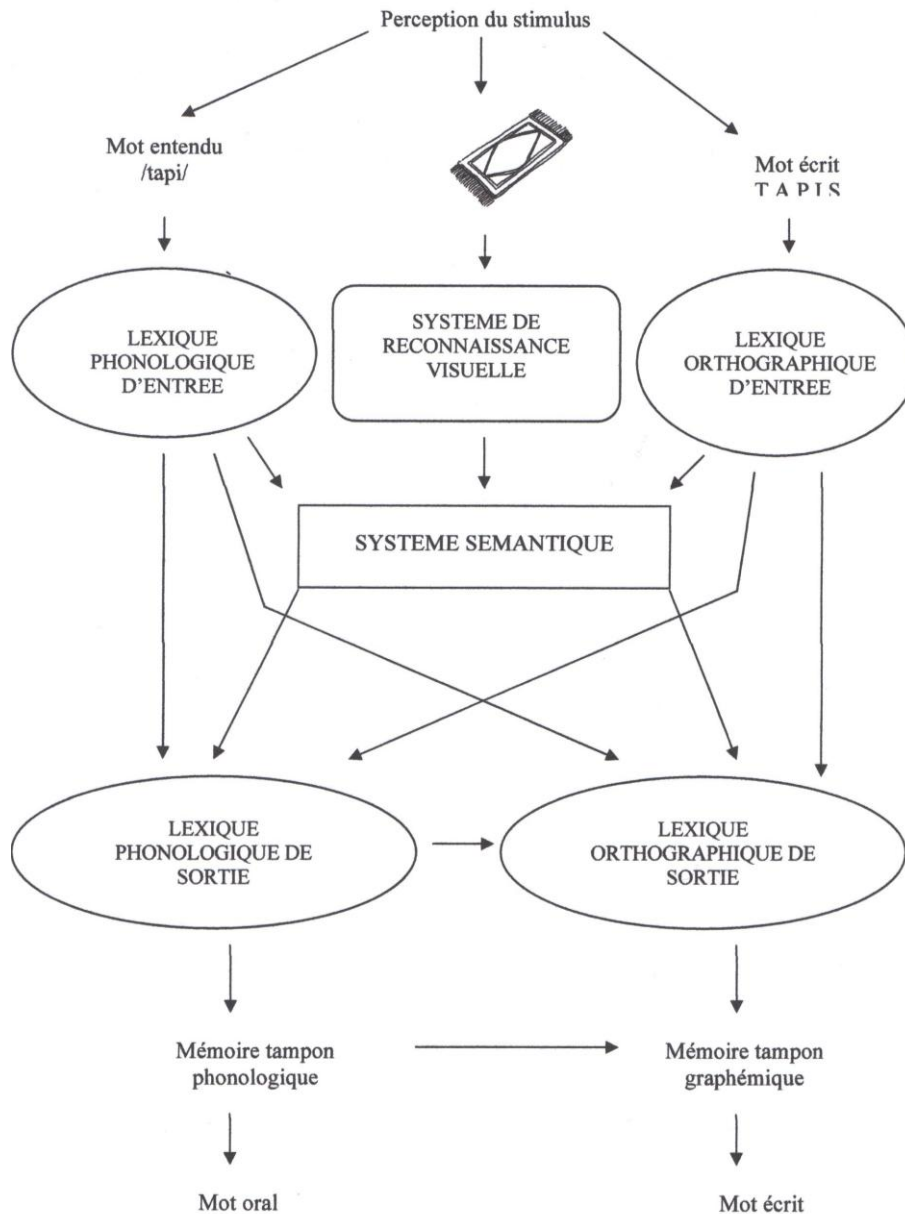 Perception du stimulus
Mot entendu
/tapi/
Mot écrit
T A P I S
LEXIQUE
PHONOLOGIQUE
D'ENTREE
SYSTEME DE
RECONNAISSANCE
VISUELLE
LEXIQUE
ORTHOGRAPHIQUE
D'ENTREE
SYSTEME SEMANTIQUE
LEXIQUE
PHONOLOGIQUE DE
SORTIE
LEXIQUE
ORTHOGRAPHIQUE DE
SORTIE
Mémoire tampon
phonologique
Mémoire tampon
graphémique
Mot oral
Mot écrit